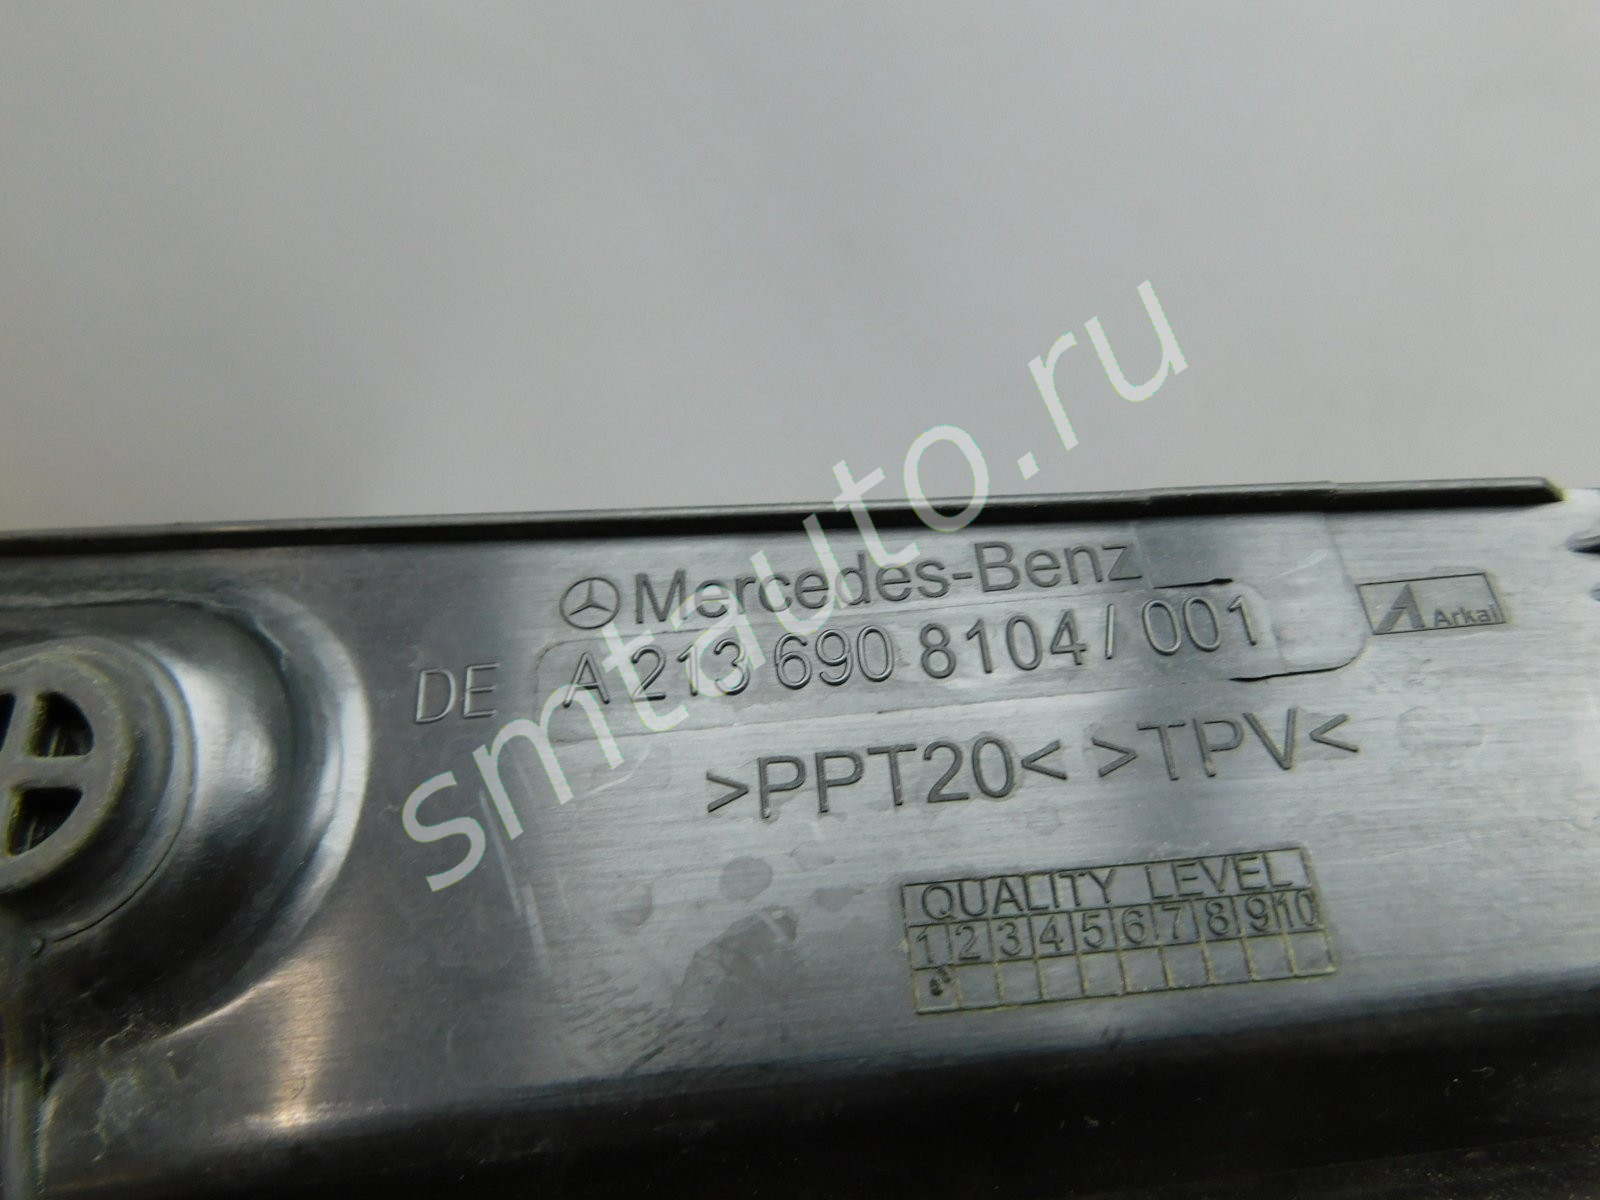 Mercedes-Benz
DE A 213 690 8104 / 001
Arkal
>PPT20< >TPV<
QUALITY LEVEL
1 2 3 4 5 6 7 8 9 10
smtauto.ru